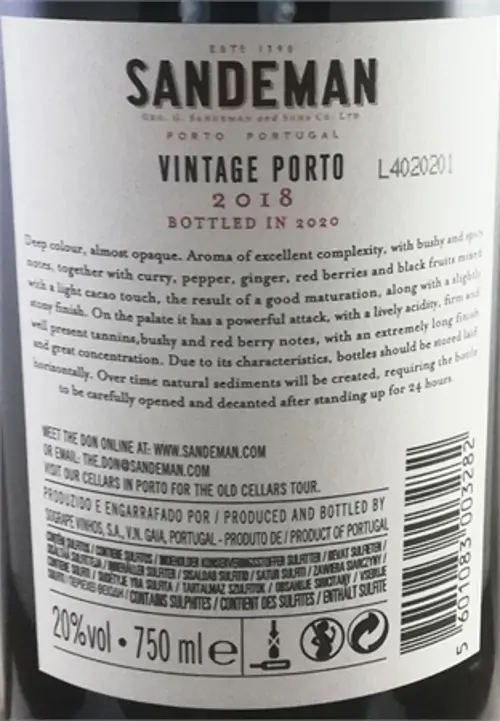 ESTD 1790
SANDEMAN
GEO. G. SANDEMAN and SONS CO. LTD
PORTO PORTUGAL
VINTAGE PORTO
L4020201
2018
BOTTLED IN 2020
Deep colour, almost opaque. Aroma of excellent complexity, with bushy and spicy
notes, together with curry, pepper, ginger, red berries and black fruits mixed
with a light cacao touch, the result of a good maturation, along with a slightly
stony finish. On the palate it has a powerful attack, with a lively acidity, firm and
well present tannins,bushy and red berry notes, with an extremely long finish
and great concentration. Due to its characteristics, bottles should be stored laid
horizontally. Over time natural sediments will be created, requiring the bottle
to be carefully opened and decanted after standing up for 24 hours.
MEET THE DON ONLINE AT: WWW.SANDEMAN.COM
OR EMAIL: THE.DON@SANDEMAN.COM
VISIT OUR CELLARS IN PORTO FOR THE OLD CELLARS TOUR.
PRODUZIDO E ENGARRAFADO POR / PRODUCED AND BOTTLED BY
SOGRAPE VINHOS, S.A., V.N. GAIA, PORTUGAL - PRODUTO DE / PRODUCT OF PORTUGAL
CONTÉM SULFITOS / CONTIENE SULFITOS /
/ CONTAINS SULPHITES / CONTIENT DES SULFITES / ENTHÄLT SULFITE
20%vol • 750 ml e
5 601083 003282